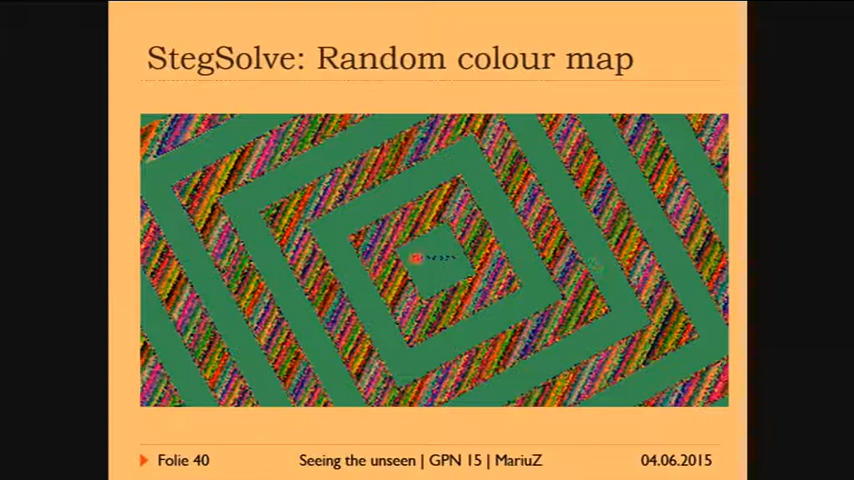 StegSolve: Random colour map
Folie 40
Seeing the unseen | GPN 15 | MariuZ
04.06.2015